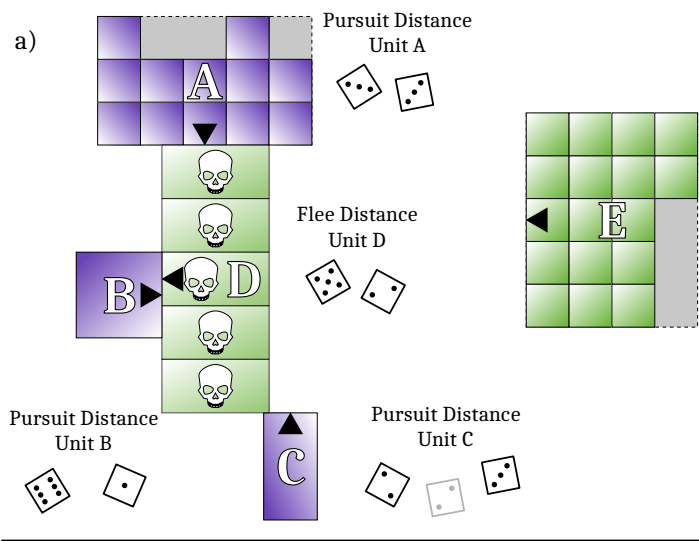 a)
Pursuit Distance
Unit A
A
Flee Distance
Unit D
E
B
D
Pursuit Distance
Unit B
Pursuit Distance
Unit C
C